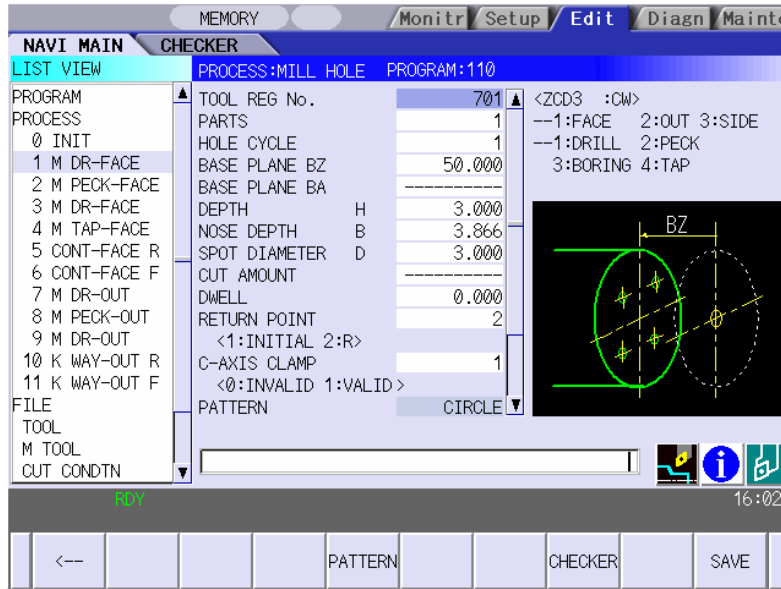 MEMORY Monitr Setup Edit Diagn Mainte
NAVI MAIN CHECKER
LIST VIEW
PROGRAM
PROCESS
0 INIT
1 M DR-FACE
2 M PECK-FACE
3 M DR-FACE
4 M TAP-FACE
5 CONT-FACE R
6 CONT-FACE F
7 M DR-OUT
8 M PECK-OUT
9 M DR-OUT
10 K WAY-OUT R
11 K WAY-OUT F
FILE
TOOL
M TOOL
CUT CONDTN
PROCESS:MILL HOLE PROGRAM:110
TOOL REG No. 701
PARTS 1
HOLE CYCLE 1
BASE PLANE BZ 50.000
BASE PLANE BA ----------
DEPTH H 3.000
NOSE DEPTH B 3.866
SPOT DIAMETER D 3.000
CUT AMOUNT ----------
DWELL 0.000
RETURN POINT 2
<1:INITIAL 2:R>
C-AXIS CLAMP 1
<0:INVALID 1:VALID>
PATTERN CIRCLE
<ZCD3 :CW>
--1:FACE 2:OUT 3:SIDE
--1:DRILL 2:PECK
3:BORING 4:TAP
BZ
RDY 16:02
<-- PATTERN CHECKER SAVE